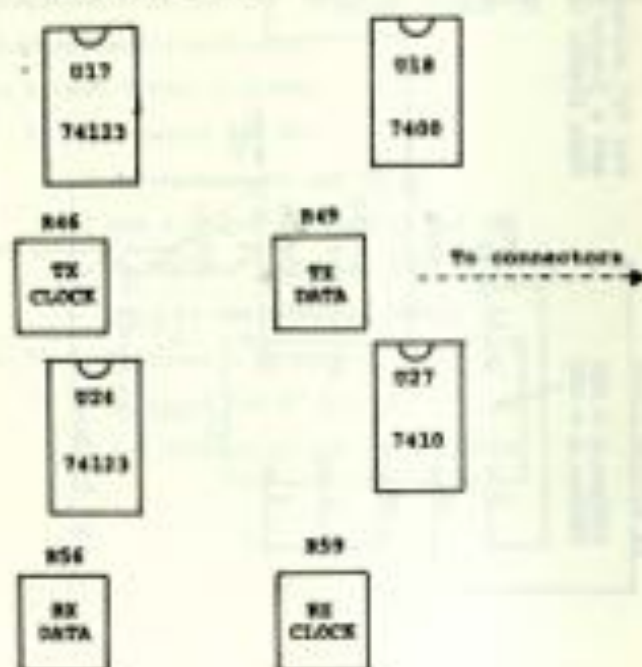 U17
74123
U18
7400
R46
TX
CLOCK
R49
TX
DATA
To connectors
U26
74123
U27
7410
R56
RX
DATA
R59
RX
CLOCK